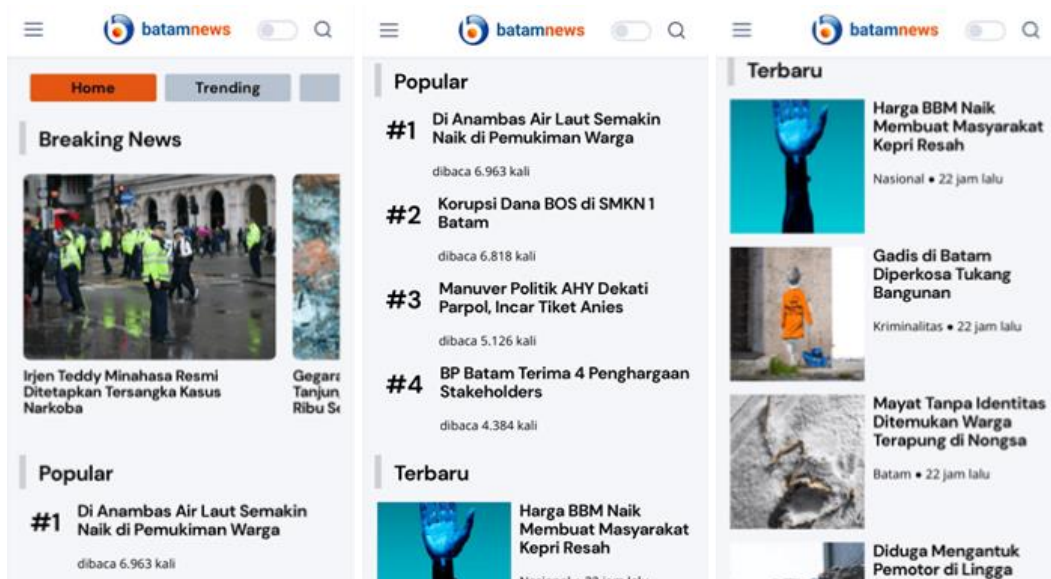 batamnews
Home
Trending
Breaking News
Irjen Teddy Minahasa Resmi
Ditetapkan Tersangka Kasus
Narkoba
Gegara
Tanjun
Ribu Se
Popular
#1
Di Anambas Air Laut Semakin
Naik di Pemukiman Warga
dibaca 6.963 kali
batamnews
Popular
#1
Di Anambas Air Laut Semakin
Naik di Pemukiman Warga
dibaca 6.963 kali
#2
Korupsi Dana BOS di SMKN 1
Batam
dibaca 6.818 kali
#3
Manuver Politik AHY Dekati
Parpol, Incar Tiket Anies
dibaca 5.126 kali
#4
BP Batam Terima 4 Penghargaan
Stakeholders
dibaca 4.384 kali
Terbaru
Harga BBM Naik
Membuat Masyarakat
Kepri Resah
batamnews
Terbaru
Harga BBM Naik
Membuat Masyarakat
Kepri Resah
Nasional • 22 jam lalu
Gadis di Batam
Diperkosa Tukang
Bangunan
Kriminalitas • 22 jam lalu
Mayat Tanpa Identitas
Ditemukan Warga
Terapung di Nongsa
Batam • 22 jam lalu
Diduga Mengantuk
Pemotor di Lingga